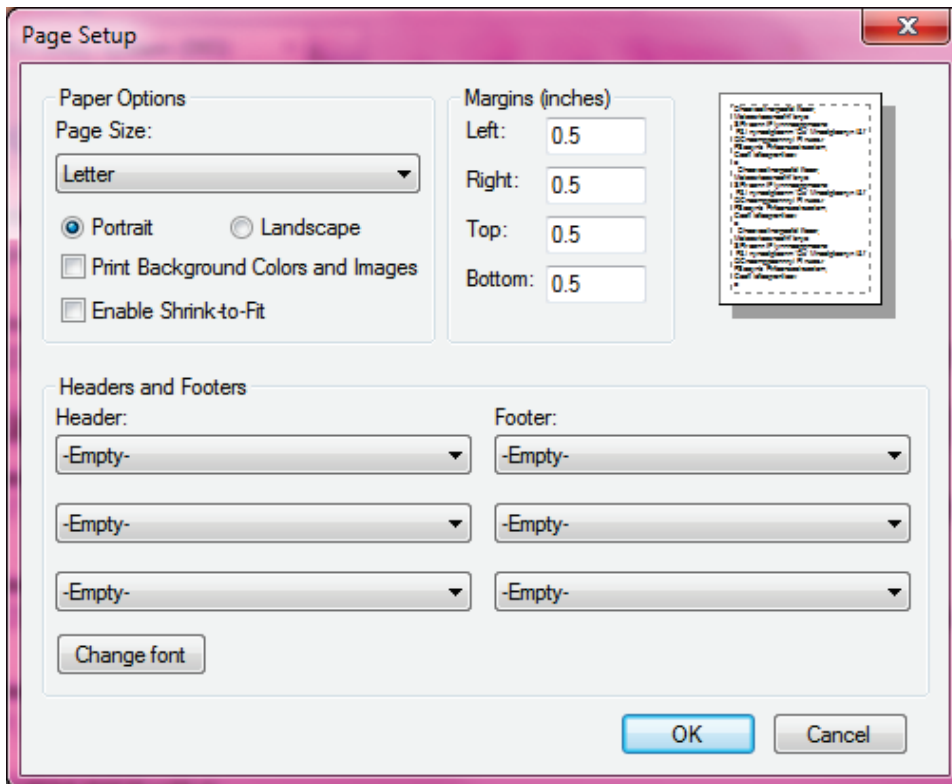 Page Setup
Paper Options
Page Size:
Letter
Portrait Landscape
Print Background Colors and Images
Enable Shrink-to-Fit
Margins (inches)
Left: 0.5
Right: 0.5
Top: 0.5
Bottom: 0.5
Headers and Footers
Header: Footer:
-Empty- -Empty-
-Empty- -Empty-
-Empty- -Empty-
Change font
OK Cancel